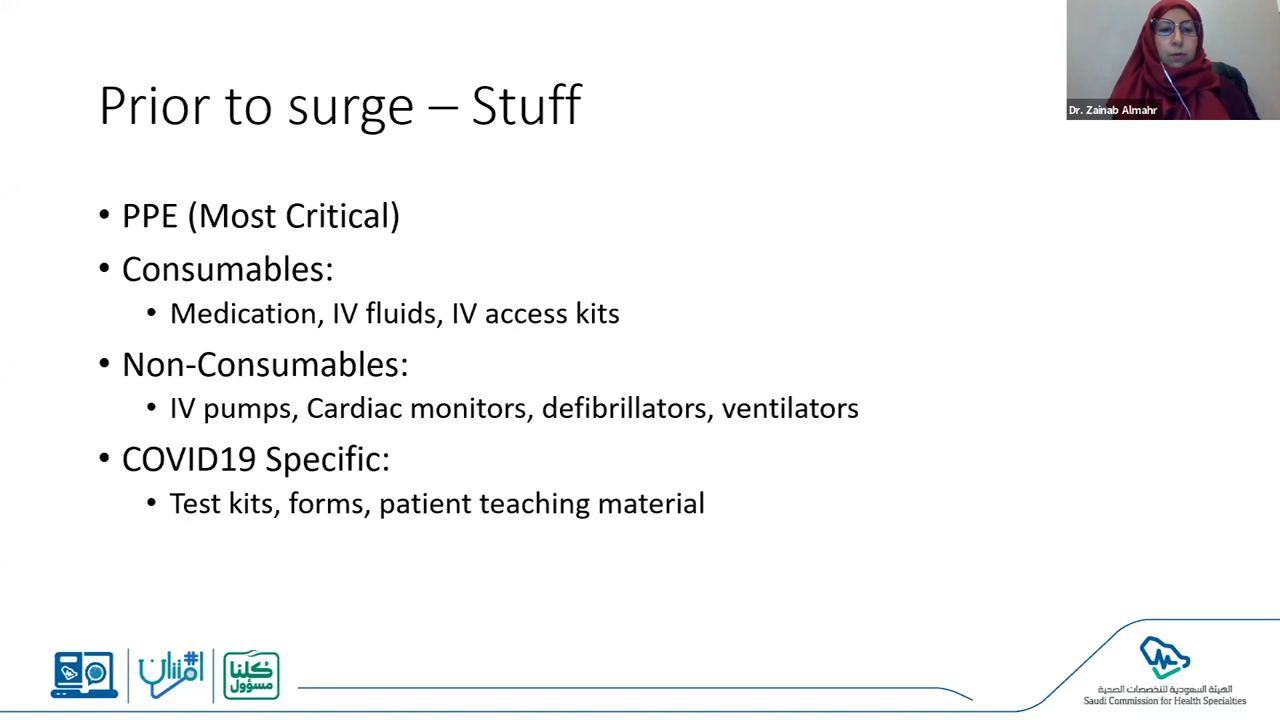 Dr. Zainab Almahr
Prior to surge – Stuff
• PPE (Most Critical)
• Consumables:
• Medication, IV fluids, IV access kits
• Non-Consumables:
• IV pumps, Cardiac monitors, defibrillators, ventilators
• COVID19 Specific:
• Test kits, forms, patient teaching material
#امتنان
كلنا
مسؤول
الهيئة السعودية للتخصصات الصحية
Saudi Commission for Health Specialties